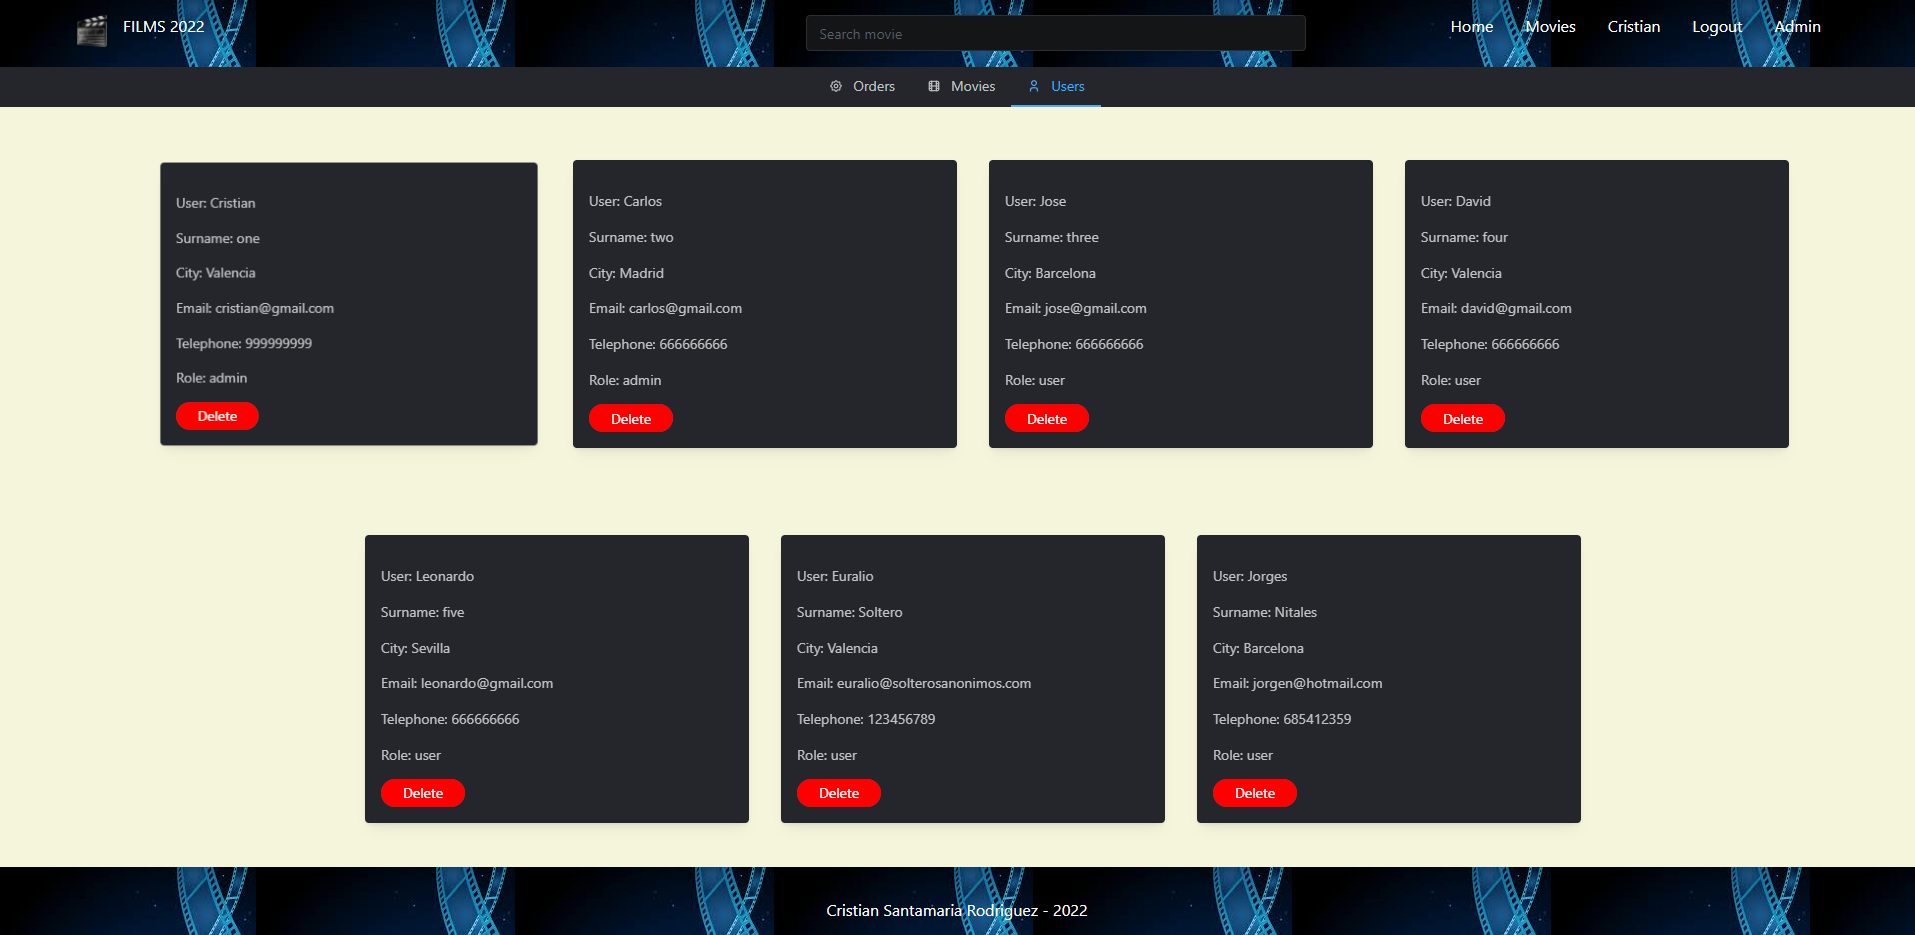 FILMS 2022
Search movie
Home Movies Cristian Logout Admin
Orders Movies Users
User: Cristian
Surname: one
City: Valencia
Email: cristian@gmail.com
Telephone: 999999999
Role: admin
Delete
User: Carlos
Surname: two
City: Madrid
Email: carlos@gmail.com
Telephone: 666666666
Role: admin
Delete
User: Jose
Surname: three
City: Barcelona
Email: jose@gmail.com
Telephone: 666666666
Role: user
Delete
User: David
Surname: four
City: Valencia
Email: david@gmail.com
Telephone: 666666666
Role: user
Delete
User: Leonardo
Surname: five
City: Sevilla
Email: leonardo@gmail.com
Telephone: 666666666
Role: user
Delete
User: Euralio
Surname: Soltero
City: Valencia
Email: euralio@solterosanonimos.com
Telephone: 123456789
Role: user
Delete
User: Jorges
Surname: Nitales
City: Barcelona
Email: jorgen@hotmail.com
Telephone: 685412359
Role: user
Delete
Cristian Santamaria Rodriguez - 2022